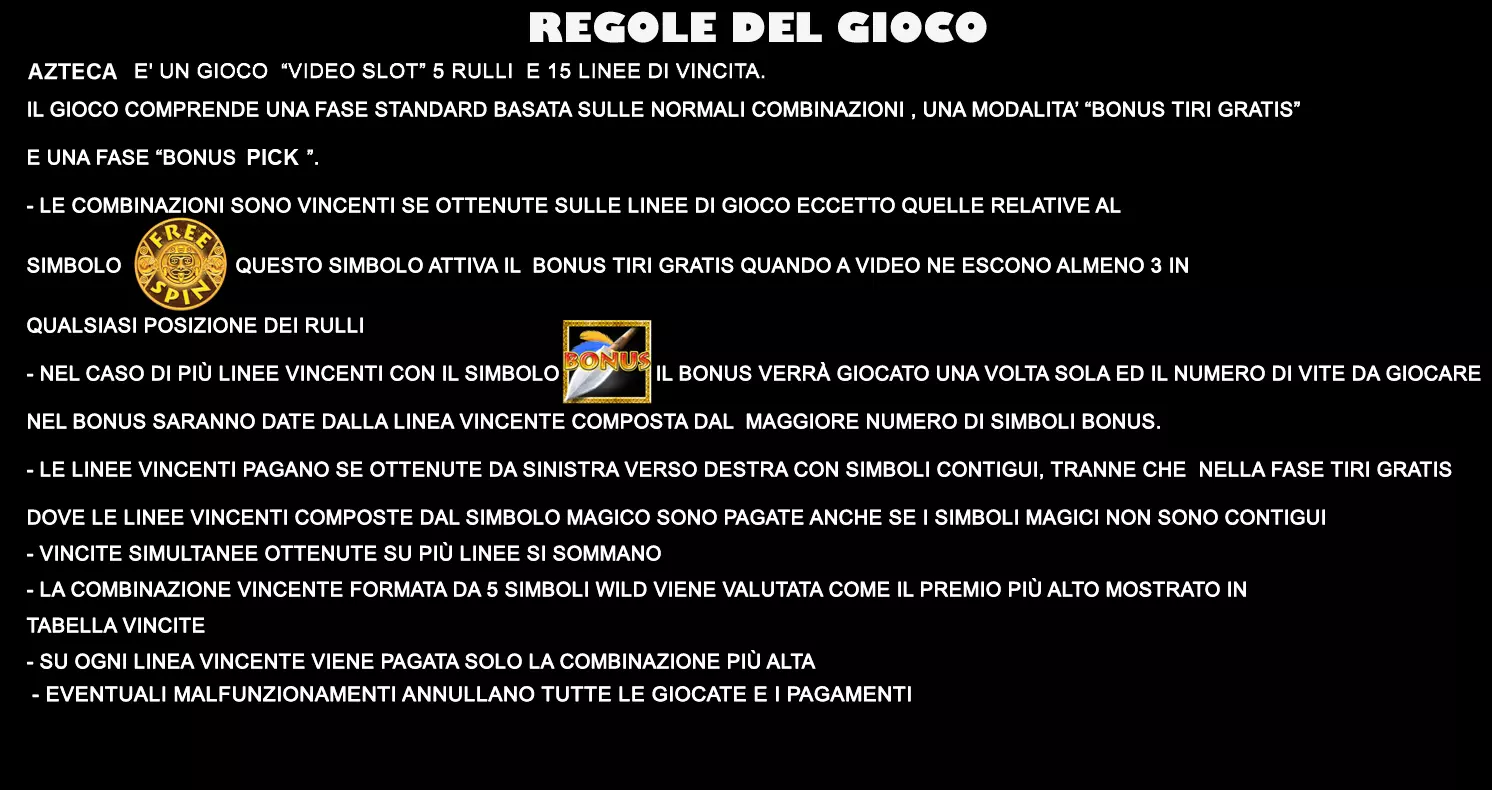 REGOLE DEL GIOCO
AZTECA E' UN GIOCO “VIDEO SLOT” 5 RULLI E 15 LINEE DI VINCITA.
IL GIOCO COMPRENDE UNA FASE STANDARD BASATA SULLE NORMALI COMBINAZIONI , UNA MODALITA’ “BONUS TIRI GRATIS”
E UNA FASE “BONUS PICK ”.
- LE COMBINAZIONI SONO VINCENTI SE OTTENUTE SULLE LINEE DI GIOCO ECCETTO QUELLE RELATIVE AL
SIMBOLO FREE SPIN QUESTO SIMBOLO ATTIVA IL BONUS TIRI GRATIS QUANDO A VIDEO NE ESCONO ALMENO 3 IN
QUALSIASI POSIZIONE DEI RULLI
- NEL CASO DI PIÙ LINEE VINCENTI CON IL SIMBOLO BONUS IL BONUS VERRÀ GIOCATO UNA VOLTA SOLA ED IL NUMERO DI VITE DA GIOCARE
NEL BONUS SARANNO DATE DALLA LINEA VINCENTE COMPOSTA DAL MAGGIORE NUMERO DI SIMBOLI BONUS.
- LE LINEE VINCENTI PAGANO SE OTTENUTE DA SINISTRA VERSO DESTRA CON SIMBOLI CONTIGUI, TRANNE CHE NELLA FASE TIRI GRATIS
DOVE LE LINEE VINCENTI COMPOSTE DAL SIMBOLO MAGICO SONO PAGATE ANCHE SE I SIMBOLI MAGICI NON SONO CONTIGUI
- VINCITE SIMULTANEE OTTENUTE SU PIÙ LINEE SI SOMMANO
- LA COMBINAZIONE VINCENTE FORMATA DA 5 SIMBOLI WILD VIENE VALUTATA COME IL PREMIO PIÙ ALTO MOSTRATO IN
TABELLA VINCITE
- SU OGNI LINEA VINCENTE VIENE PAGATA SOLO LA COMBINAZIONE PIÙ ALTA
- EVENTUALI MALFUNZIONAMENTI ANNULLANO TUTTE LE GIOCATE E I PAGAMENTI